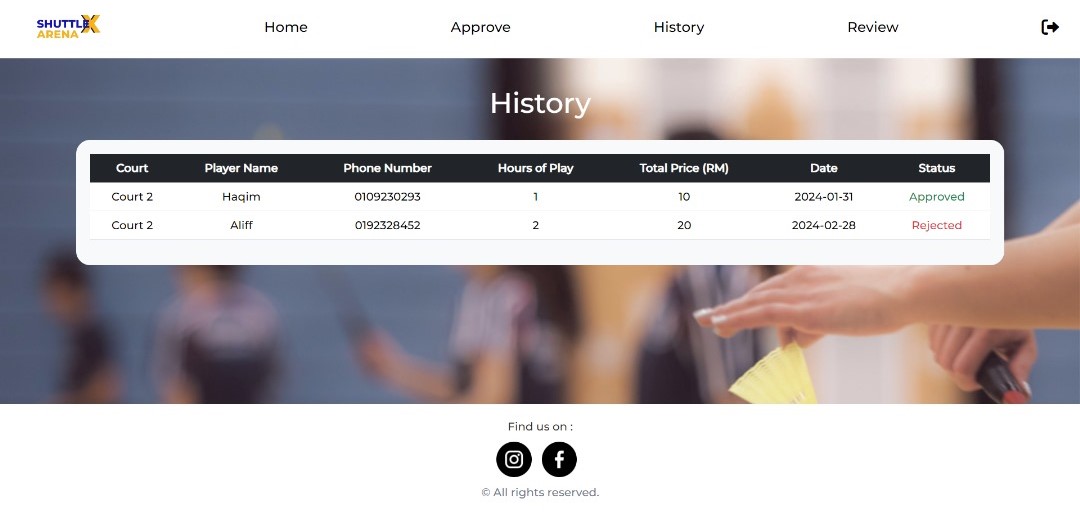 SHUTTLEX
ARENA
Home Approve History Review
History
Court Player Name Phone Number Hours of Play Total Price (RM) Date Status
Court 2 Haqim 0109230293 1 10 2024-01-31 Approved
Court 2 Aliff 0192328452 2 20 2024-02-28 Rejected
Find us on :
© All rights reserved.